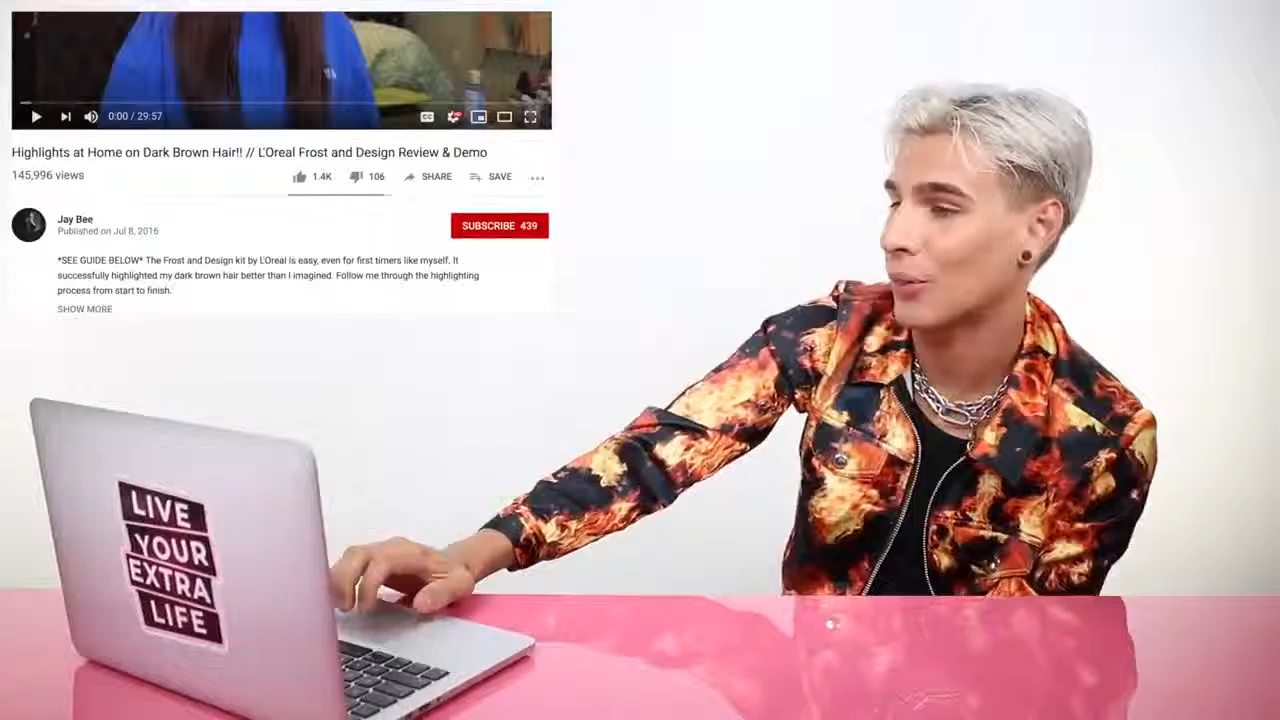 0:00 / 29:57
CC
Highlights at Home on Dark Brown Hair!! // L'Oreal Frost and Design Review & Demo
145,996 views
1.4K 106 SHARE SAVE
Jay Bee
Published on Jul 8, 2016
SUBSCRIBE 439
*SEE GUIDE BELOW* The Frost and Design kit by L'Oreal is easy, even for first timers like myself. It
successfully highlighted my dark brown hair better than I imagined. Follow me through the highlighting
process from start to finish.
SHOW MORE
LIVE
YOUR
EXTRA
LIFE